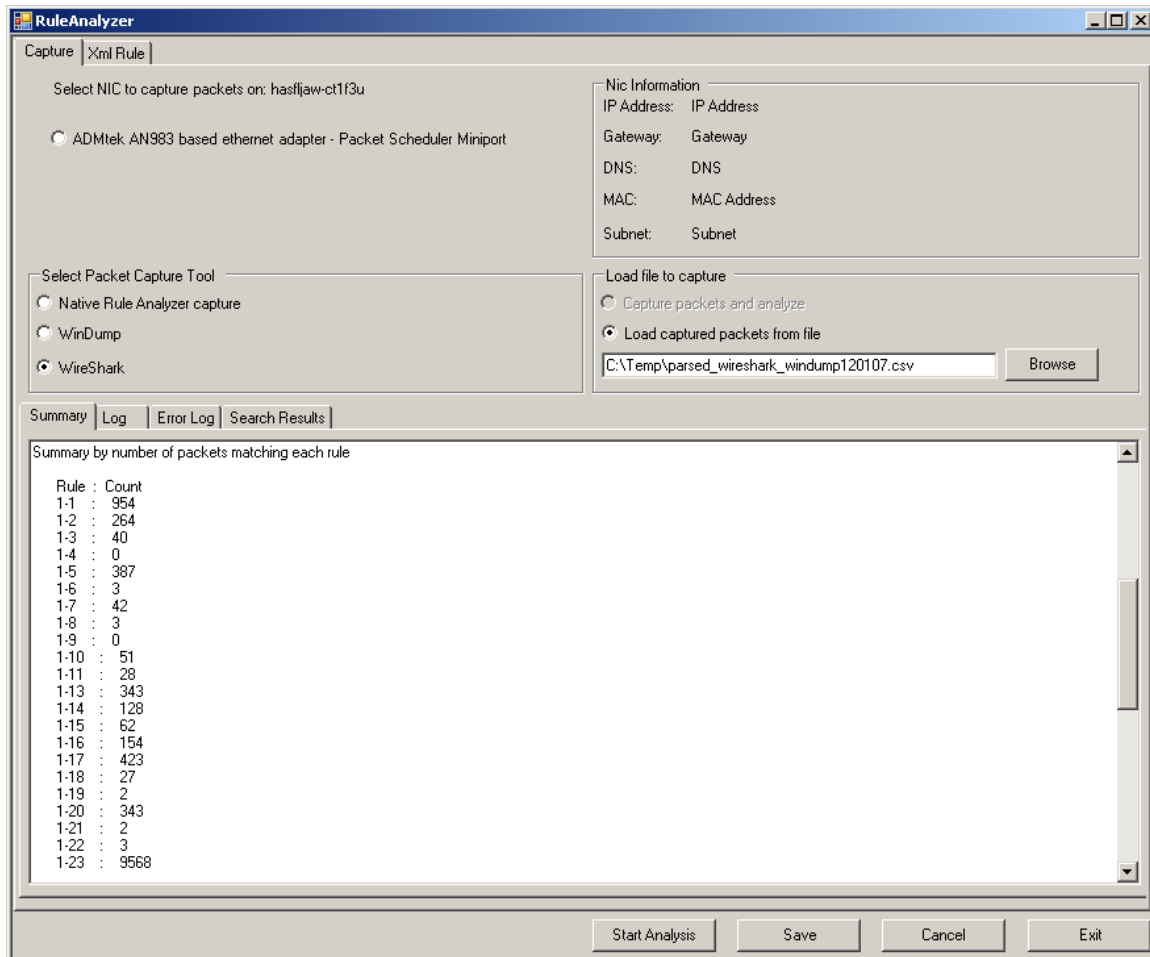 RuleAnalyzer
Capture Xml Rule
Select NIC to capture packets on: hasfljaw-ct1f3u
ADMtek AN983 based ethernet adapter - Packet Scheduler Miniport
Nic Information
IP Address: IP Address
Gateway: Gateway
DNS: DNS
MAC: MAC Address
Subnet: Subnet
Select Packet Capture Tool
Native Rule Analyzer capture
WinDump
WireShark
Load file to capture
Capture packets and analyze
Load captured packets from file
C:\Temp\parsed_wireshark_windump120107.csv Browse
Summary Log Error Log Search Results
Summary by number of packets matching each rule
Rule : Count
1-1 : 954
1-2 : 264
1-3 : 40
1-4 : 0
1-5 : 387
1-6 : 3
1-7 : 42
1-8 : 3
1-9 : 0
1-10 : 51
1-11 : 28
1-13 : 343
1-14 : 128
1-15 : 62
1-16 : 154
1-17 : 423
1-18 : 27
1-19 : 2
1-20 : 343
1-21 : 2
1-22 : 3
1-23 : 9568
Start Analysis Save Cancel Exit